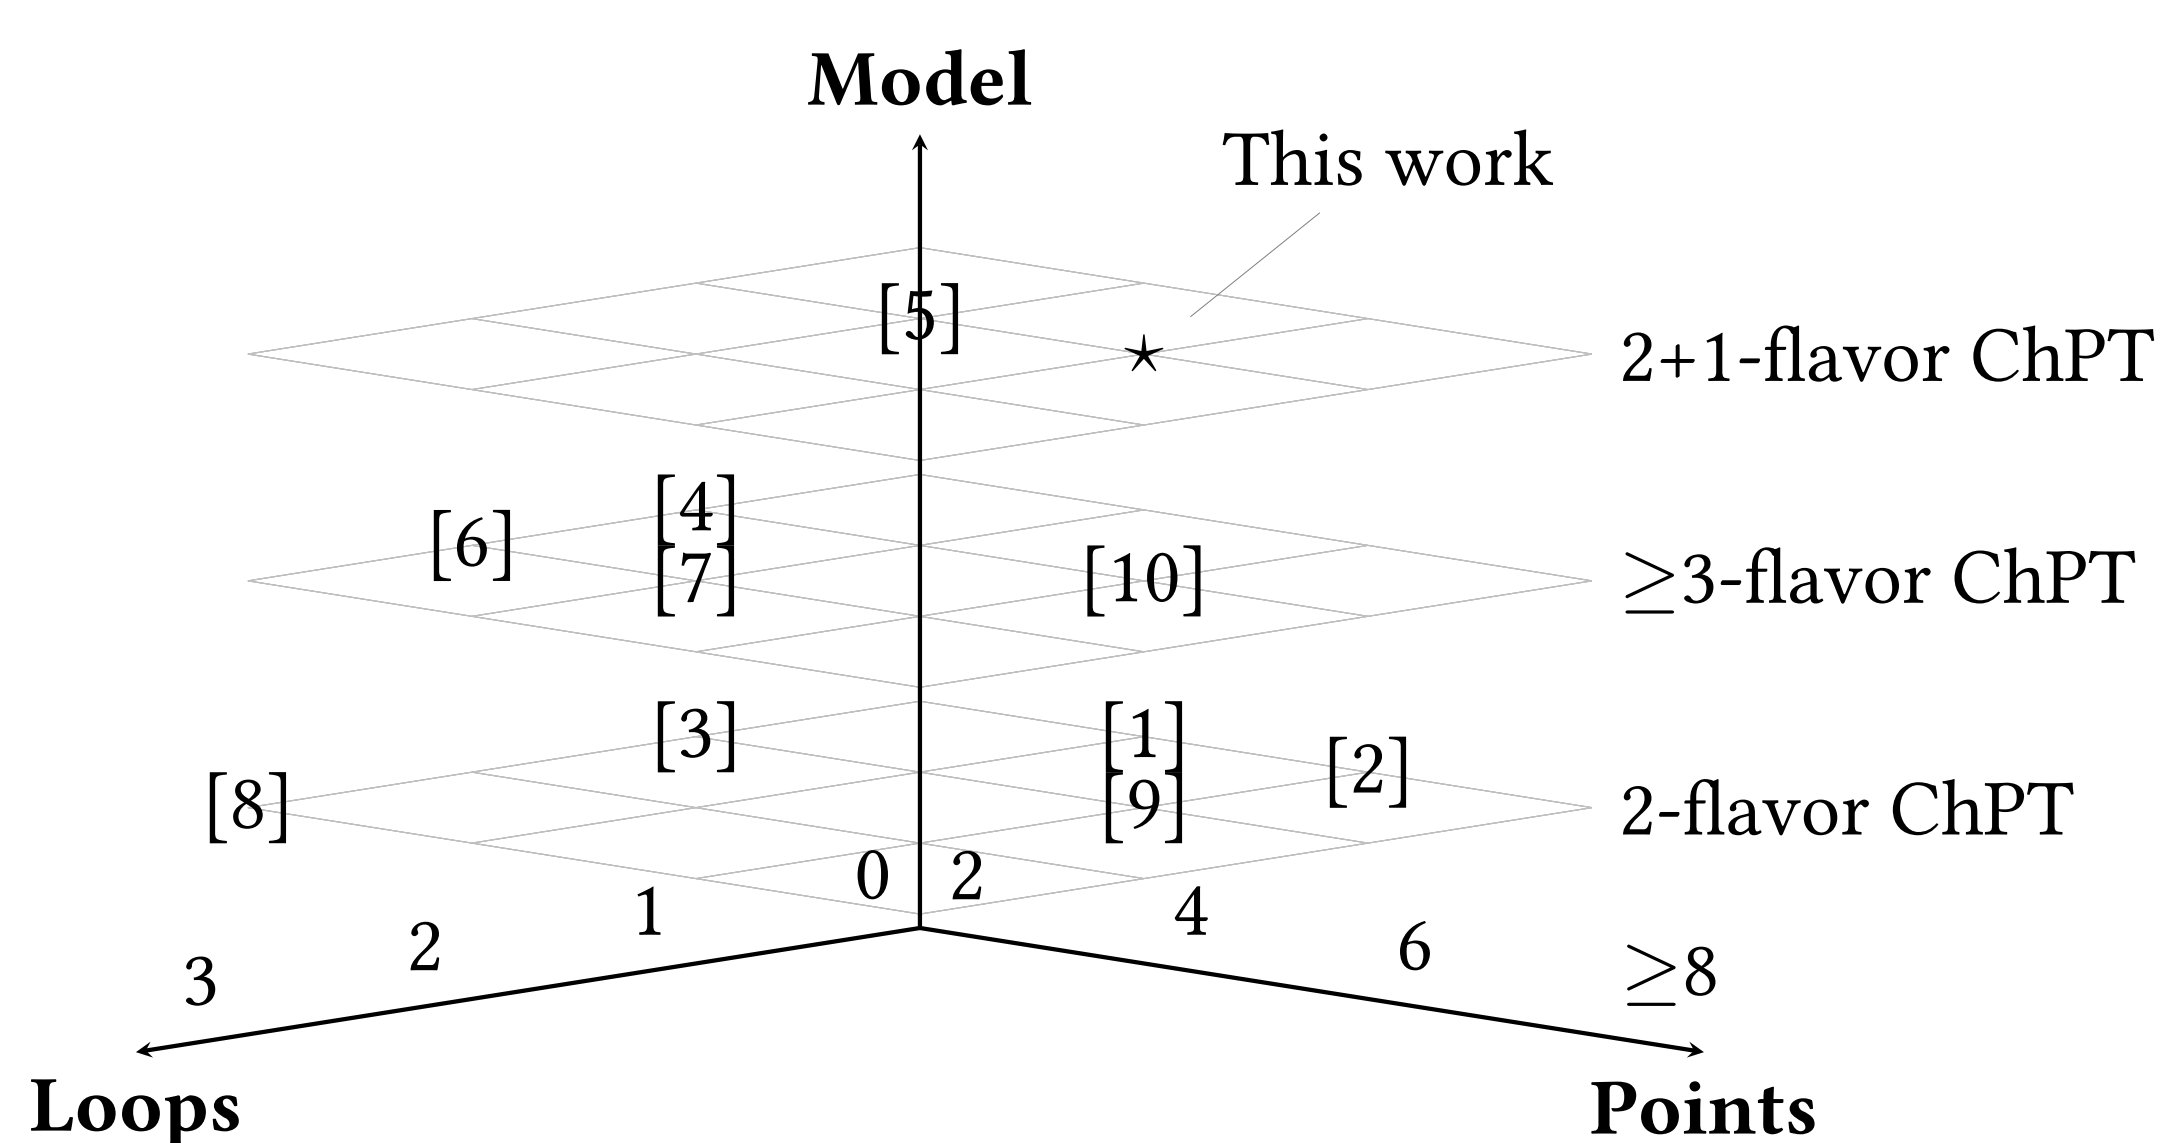 Model
This work
[5]
2+1-flavor ChPT
[4]
[6]
[7]
[10]
≥3-flavor ChPT
[3]
[1]
[2]
[8]
[9]
2-flavor ChPT
0
2
1
4
2
6
3
≥8
Loops
Points